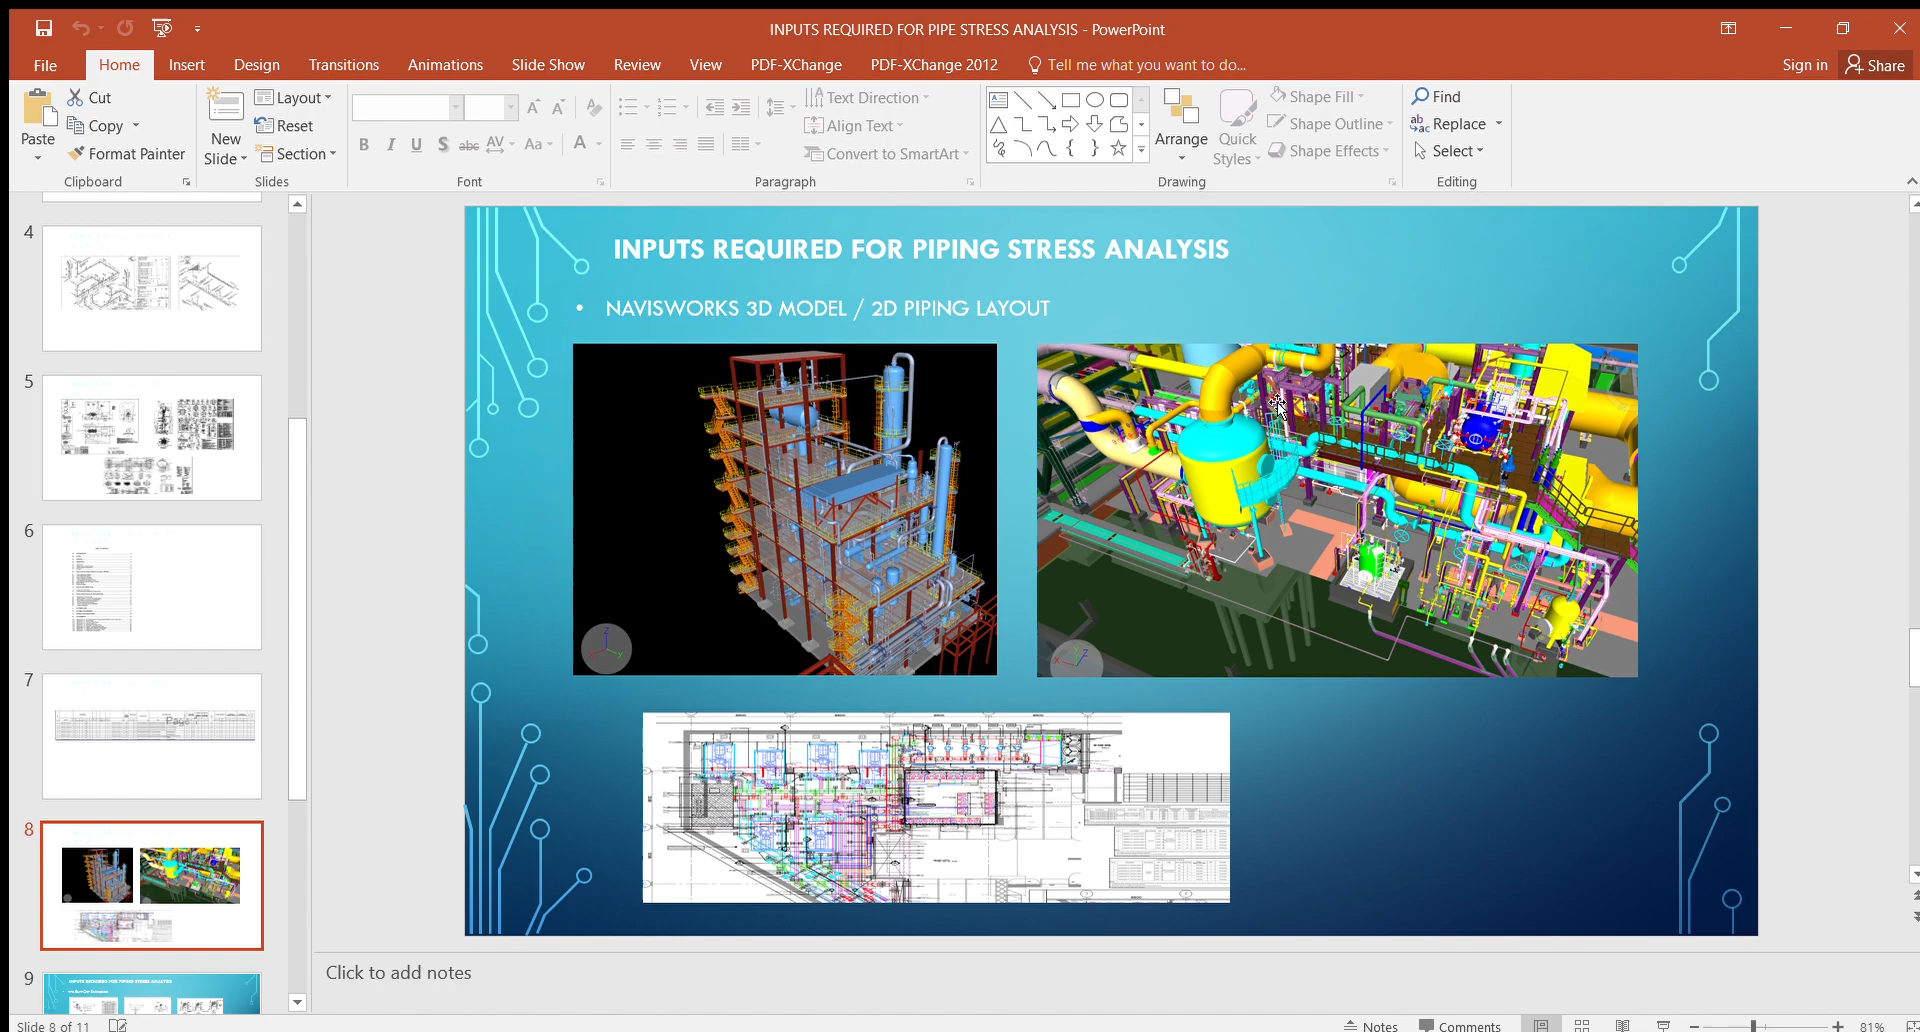 INPUTS REQUIRED FOR PIPE STRESS ANALYSIS - PowerPoint
File Home Insert Design Transitions Animations Slide Show Review View PDF-XChange PDF-XChange 2012 Tell me what you want to do... Sign in Share
Paste
Cut
Copy
Format Painter
Clipboard
New
Slide
Layout
Reset
Section
Slides
B I U S abc AV Aa A
Font
Text Direction
Align Text
Convert to SmartArt
Paragraph
Arrange
Quick
Styles
Shape Fill
Shape Outline
Shape Effects
Drawing
Find
Replace
Select
Editing
4
5
6
7
8
9
INPUTS REQUIRED FOR PIPING STRESS ANALYSIS
• NAVISWORKS 3D MODEL / 2D PIPING LAYOUT
Click to add notes
Slide 8 of 11 Notes Comments 81%